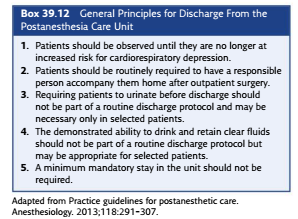 Box 39.12 General Principles for Discharge From the
Postanesthesia Care Unit
1. Patients should be observed until they are no longer at
increased risk for cardiorespiratory depression.
2. Patients should be routinely required to have a responsible
person accompany them home after outpatient surgery.
3. Requiring patients to urinate before discharge should
not be part of a routine discharge protocol and may be
necessary only in selected patients.
4. The demonstrated ability to drink and retain clear fluids
should not be part of a routine discharge protocol but
may be appropriate for selected patients.
5. A minimum mandatory stay in the unit should not be
required.
Adapted from Practice guidelines for postanesthetic care.
Anesthesiology. 2013;118:291-307.